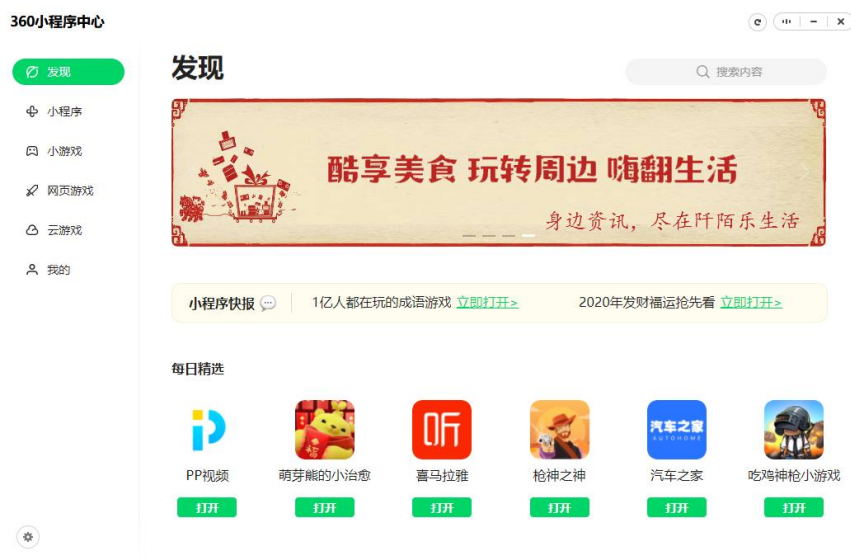 360小程序中心
发现
小程序
小游戏
网页游戏
云游戏
我的
发现
搜索内容
酷享美食 玩转周边 嗨翻生活
身边资讯，尽在阡陌乐生活
小程序快报
1亿人都在玩的成语游戏 立即打开>
2020年发财福运抢先看 立即打开>
每日精选
听
汽车之家
AUTOHOME
PP视频
萌芽熊的小治愈
喜马拉雅
枪神之神
汽车之家
吃鸡神枪小游戏
打开
打开
打开
打开
打开
打开